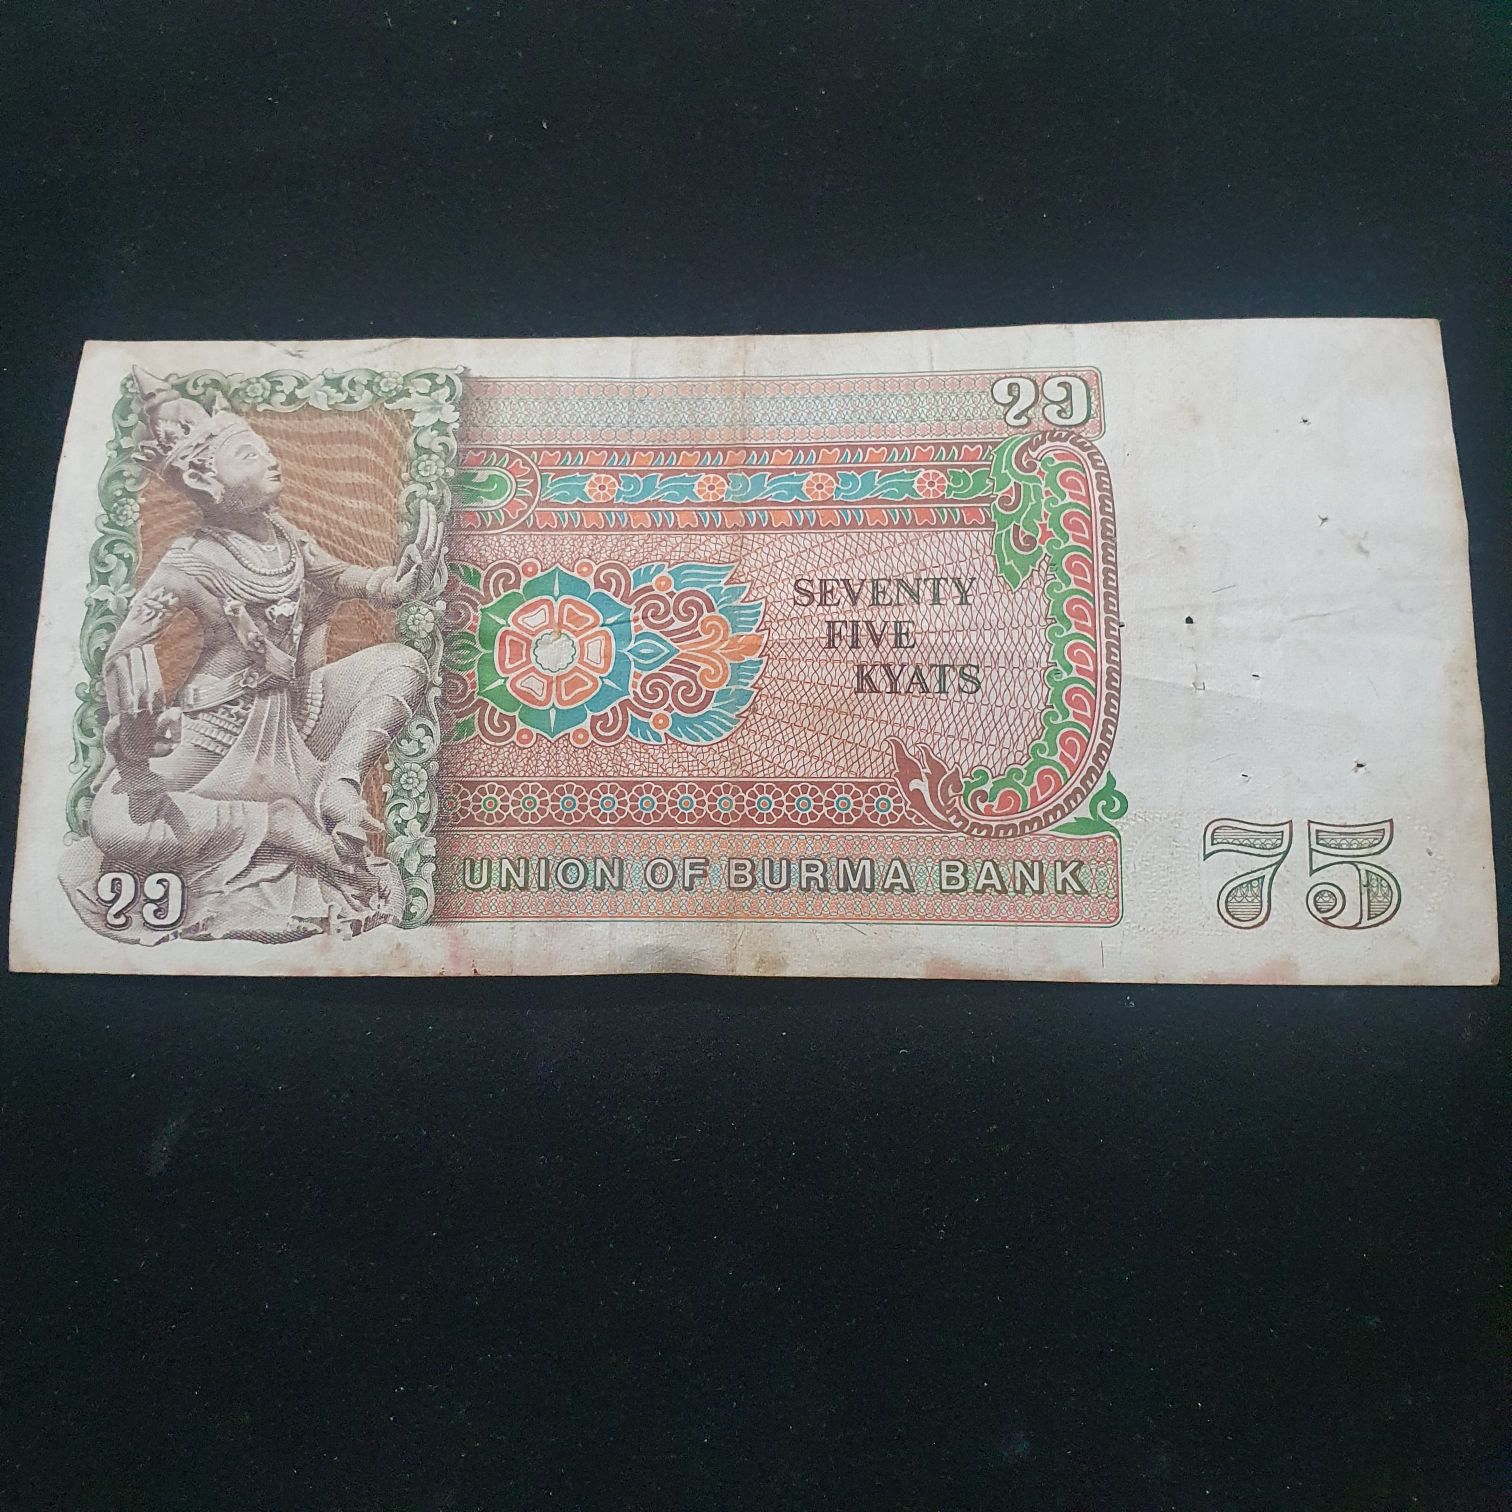 ၇၅
SEVENTY
FIVE
KYATS
UNION OF BURMA BANK
၇၅
75